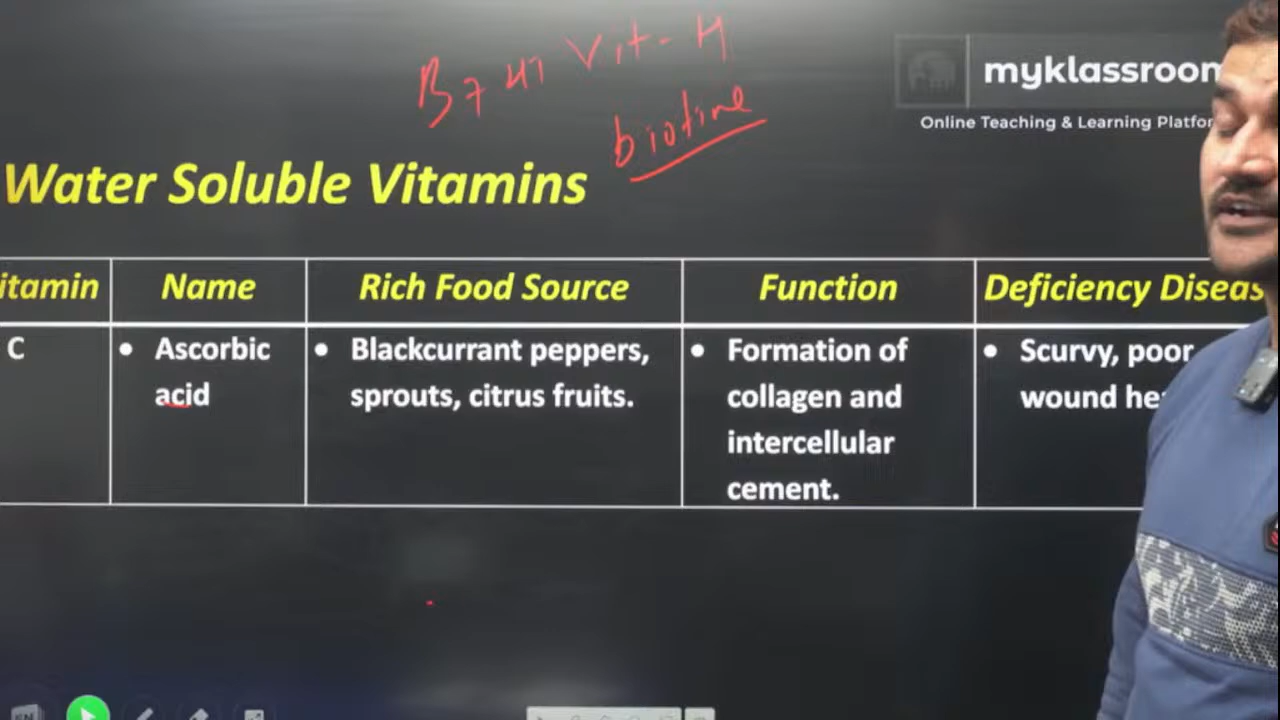 B7 या Vit- H
biotine
myklassroom
Online Teaching & Learning Platfor
Water Soluble Vitamins
itamin Name Rich Food Source Function Deficiency Diseas
C • Ascorbic • Blackcurrant peppers, • Formation of • Scurvy, poor
acid sprouts, citrus fruits. collagen and wound he
intercellular
cement.